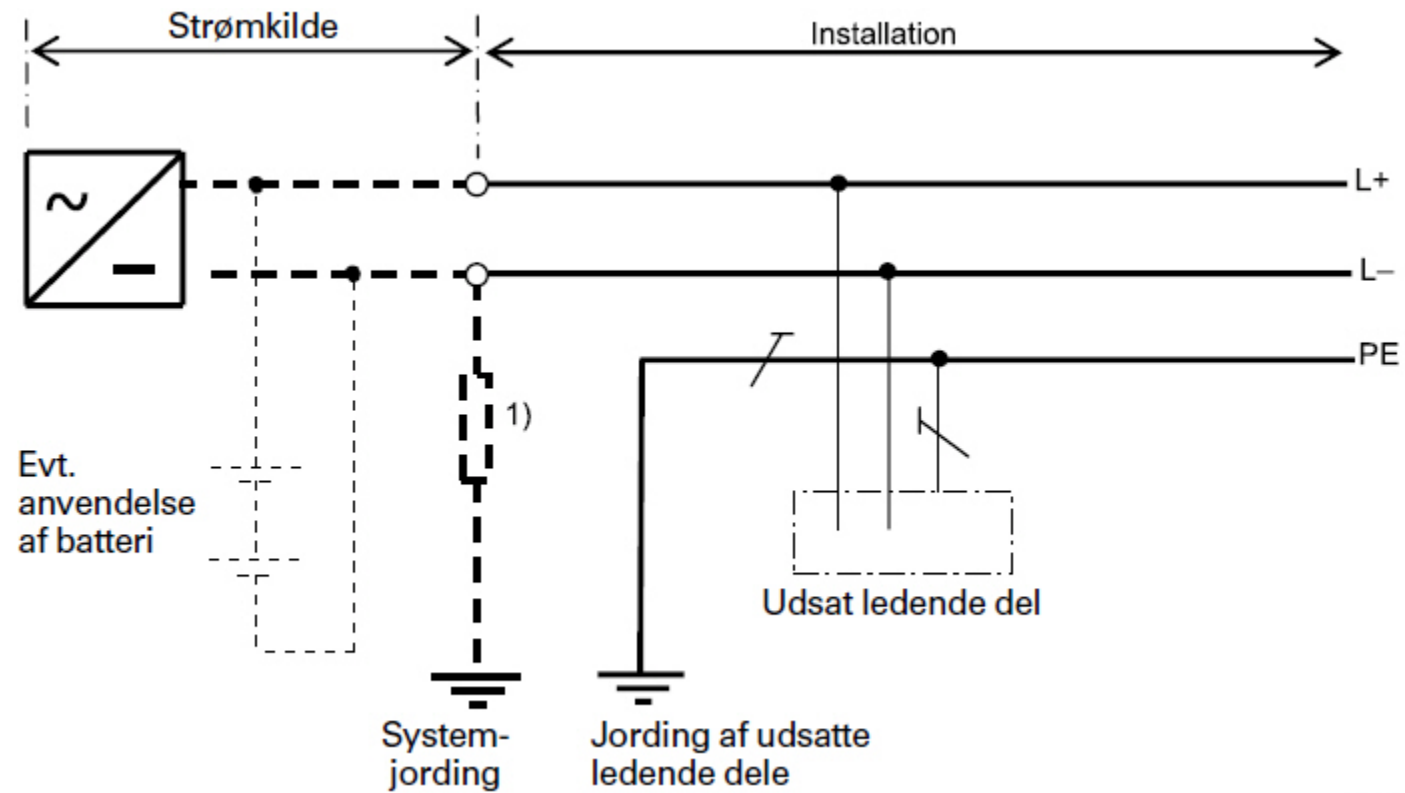 Strømkilde
Installation
L+
L–
PE
1)
Evt.
anvendelse
af batteri
Udsat ledende del
System-
jording
Jording af udsatte
ledende dele